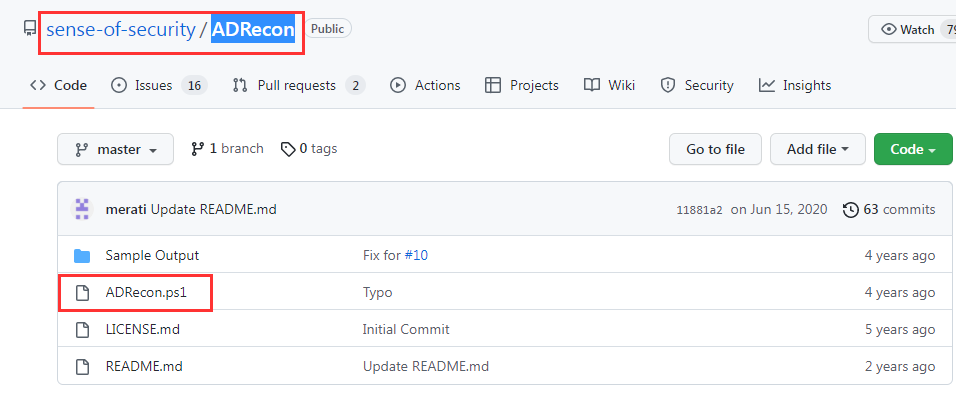 sense-of-security / ADRecon Public
Watch 79
Code Issues 16 Pull requests 2 Actions Projects Wiki Security Insights
master 1 branch 0 tags Go to file Add file Code
merati Update README.md 11881a2 on Jun 15, 2020 63 commits
Sample Output Fix for #10 4 years ago
ADRecon.ps1 Typo 4 years ago
LICENSE.md Initial Commit 5 years ago
README.md Update README.md 2 years ago